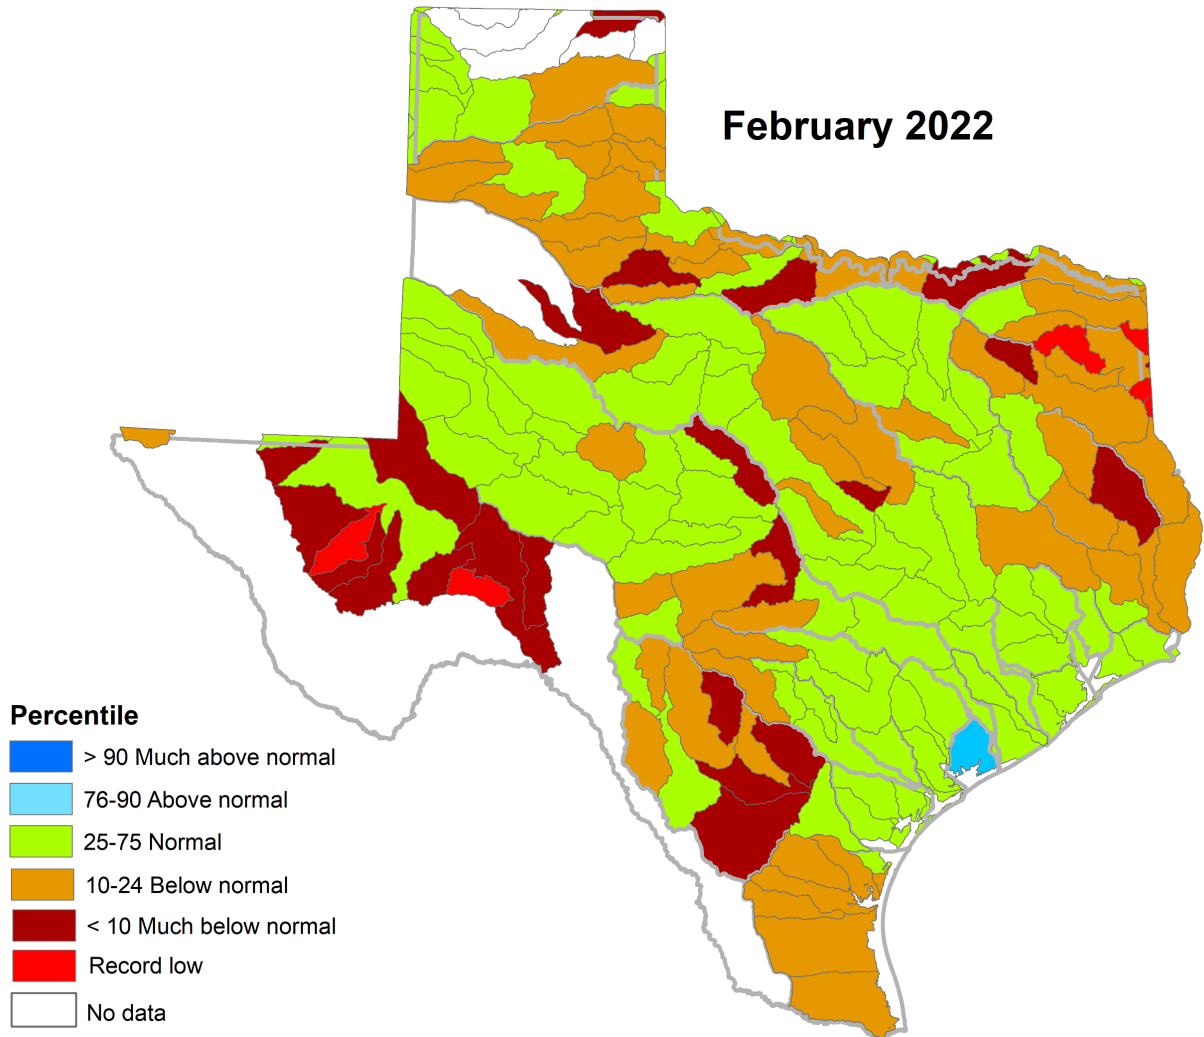 February 2022
Percentile
> 90 Much above normal
76-90 Above normal
25-75 Normal
10-24 Below normal
< 10 Much below normal
Record low
No data